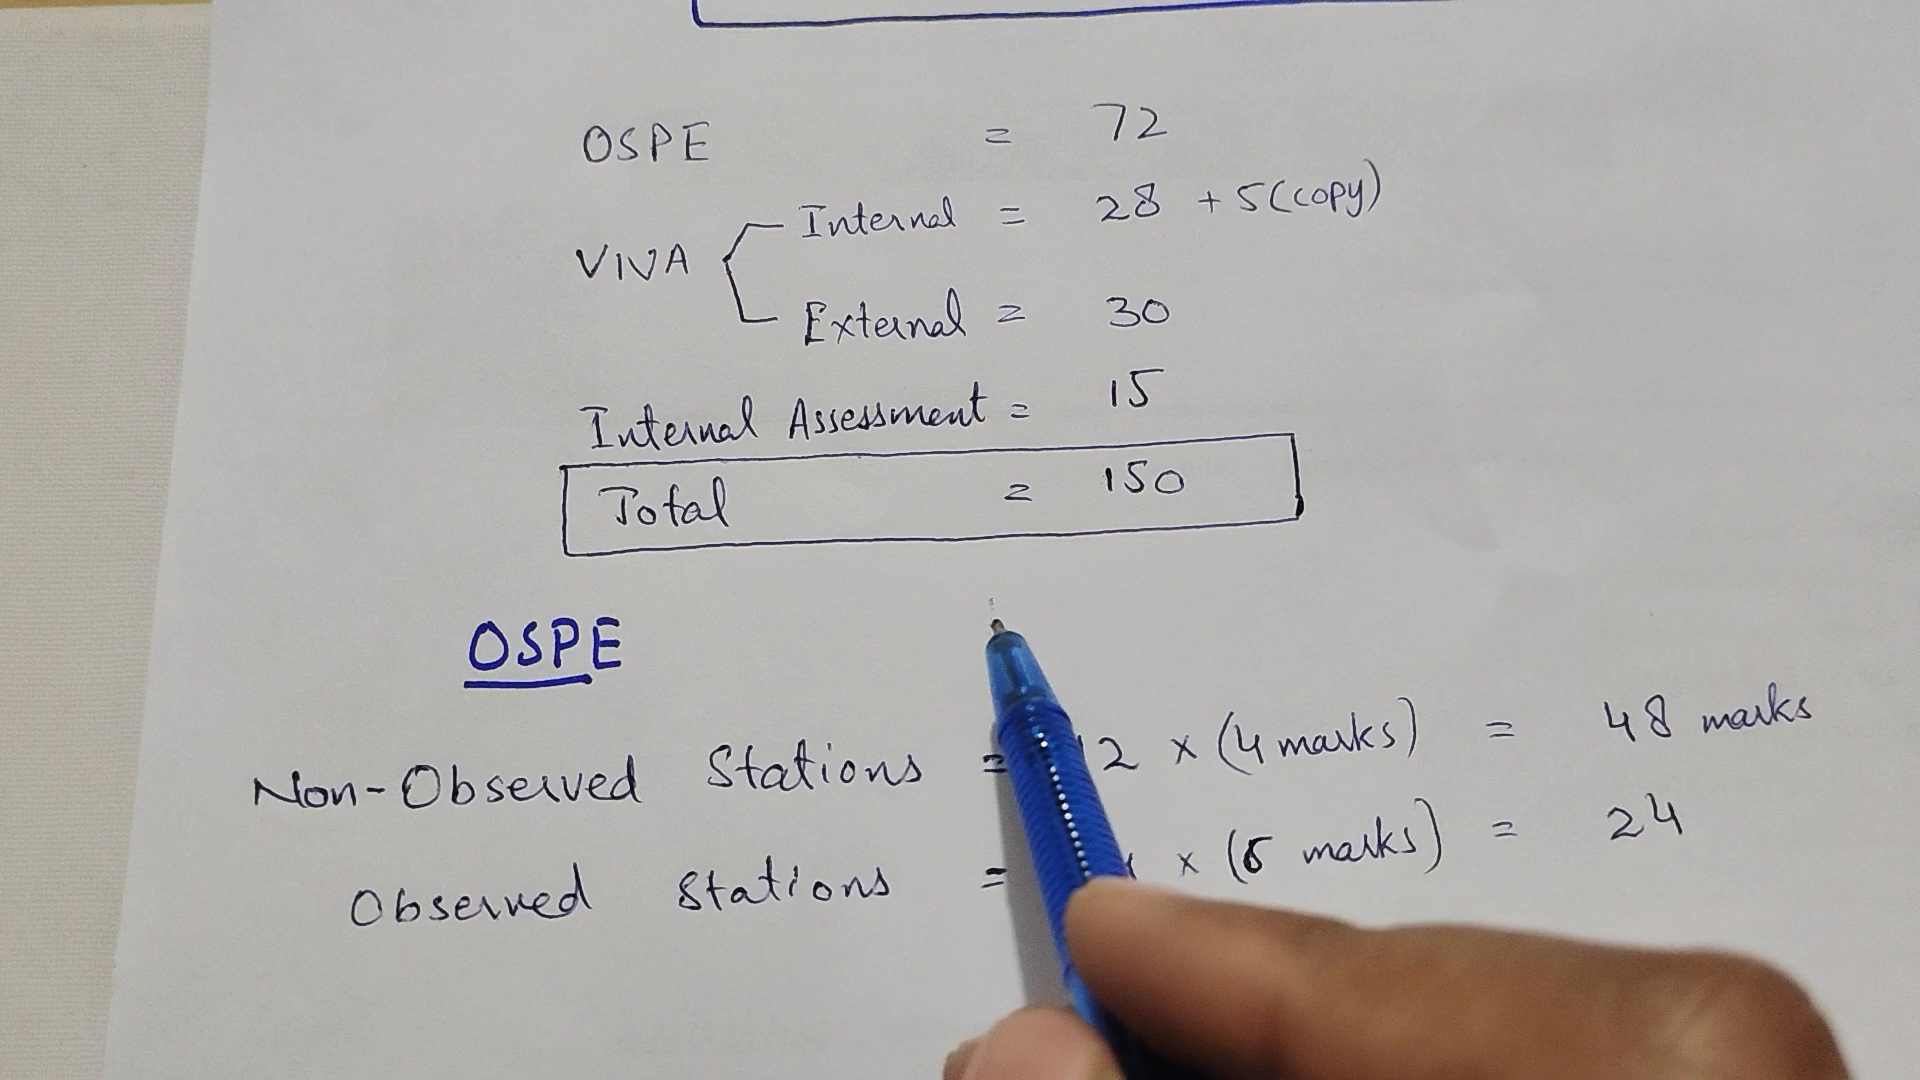 OSPE = 72
VIVA Internal = 28 + 5(copy)
External = 30
Internal Assessment = 15
Total = 150
OSPE
Non-Observed Stations = 12 x (4 marks) = 48 marks
Observed Stations = x (6 marks) = 24